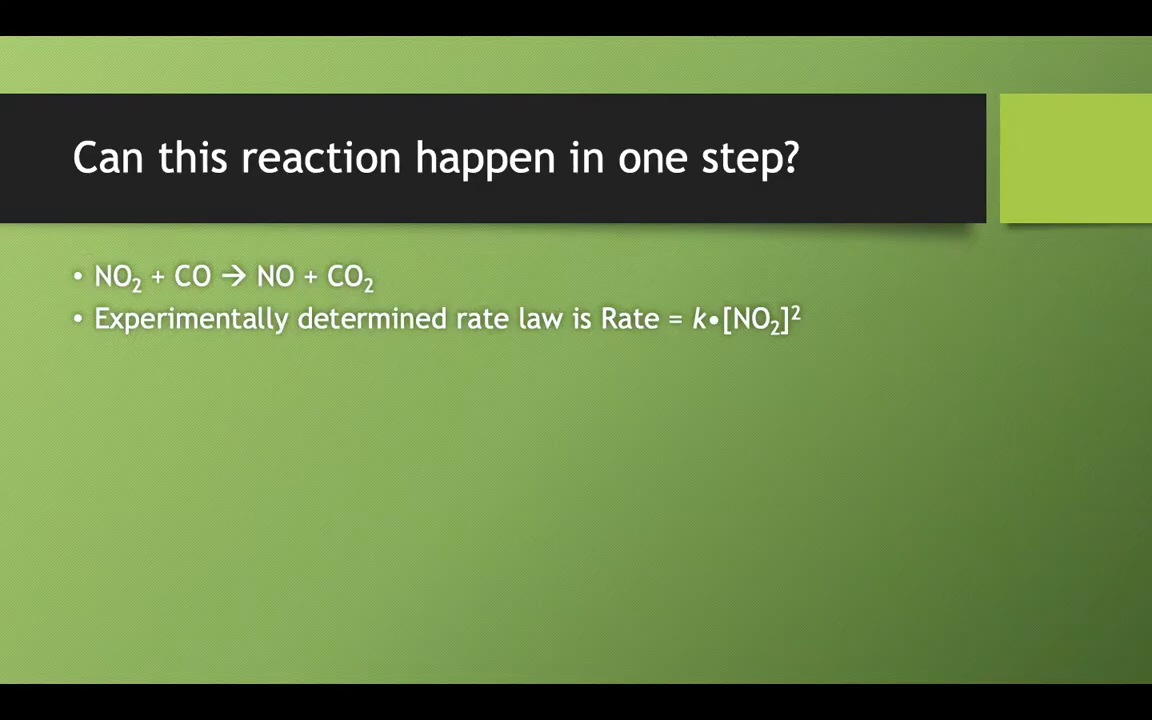 Can this reaction happen in one step?
• NO₂ + CO → NO + CO₂
• Experimentally determined rate law is Rate = k•[NO₂]²